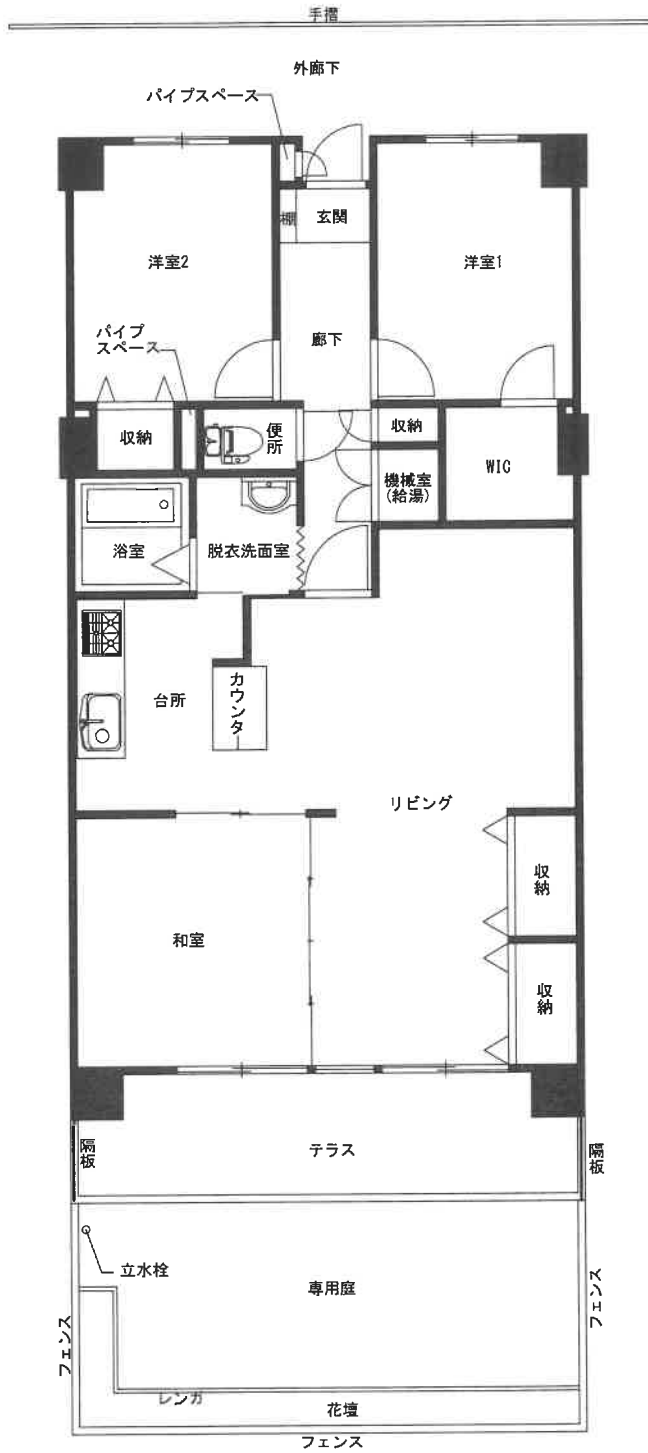 手摺
外廊下
パイプスペース
棚
玄関
洋室2
洋室1
廊下
パイプ
スペース
収納
便所
収納
WIC
機械室
(給湯)
浴室
脱衣洗面室
台所
カウンター
リビング
収納
和室
収納
隔板
テラス
隔板
立水栓
専用庭
フェンス
フェンス
レンガ
花壇
フェンス